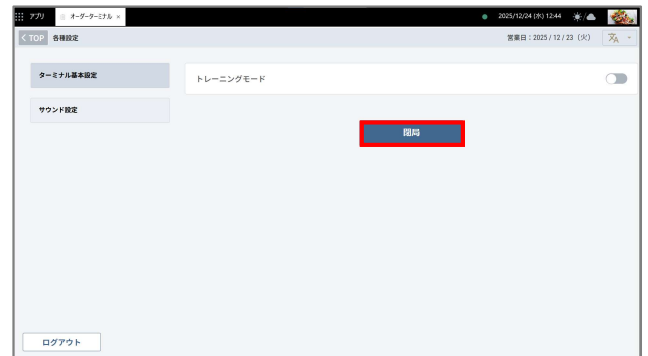 アプリ オーダーターミナル ×
2025/12/24 (水) 12:44
< TOP 各種設定
営業日：2025 / 12 / 23 （火）
ターミナル基本設定
トレーニングモード
サウンド設定
閉局
ログアウト